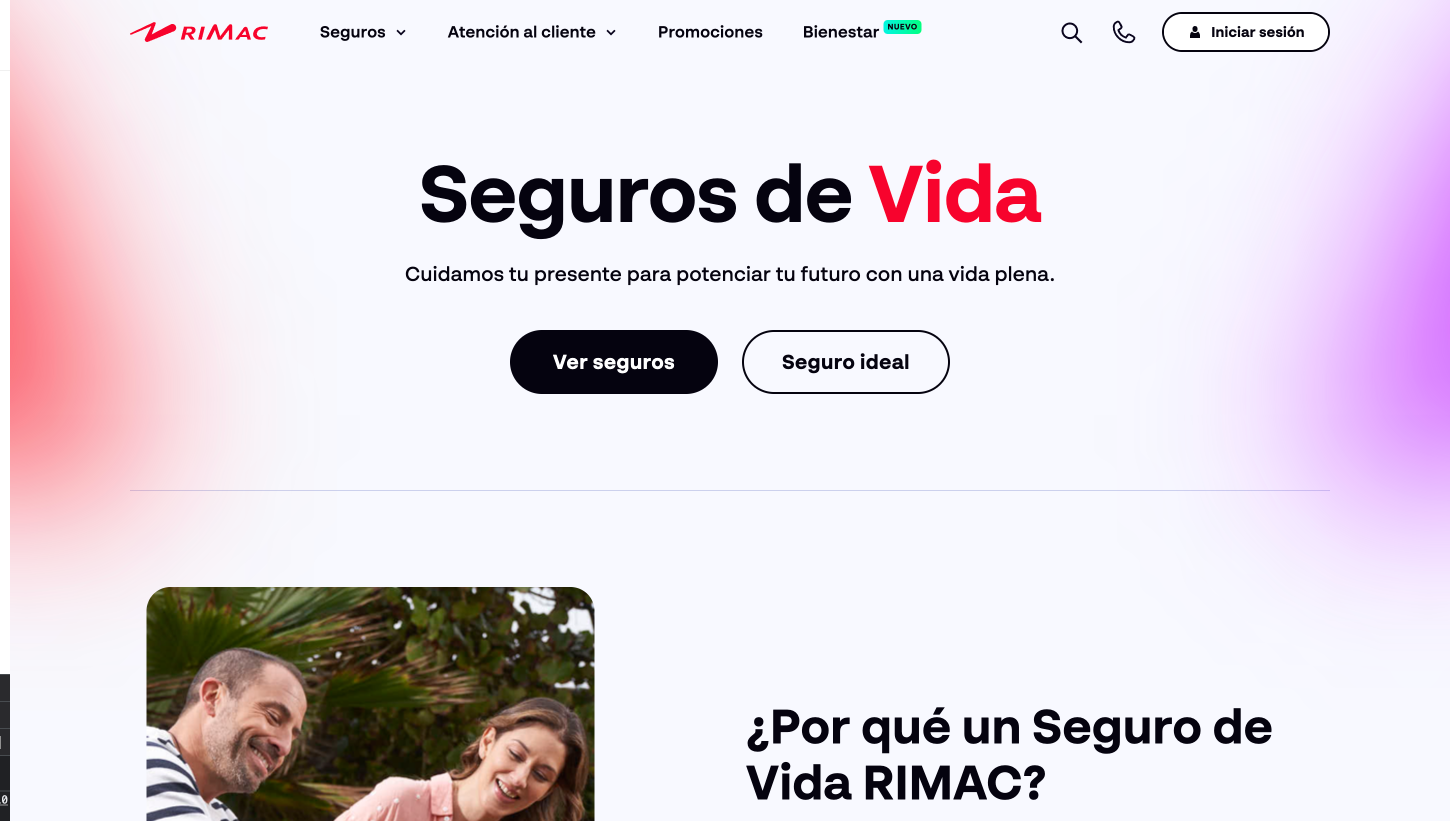 RIMAC
Seguros
Atención al cliente
Promociones
Bienestar
NUEVO
Iniciar sesión
Seguros de Vida
Cuidamos tu presente para potenciar tu futuro con una vida plena.
Ver seguros
Seguro ideal
¿Por qué un Seguro de
Vida RIMAC?